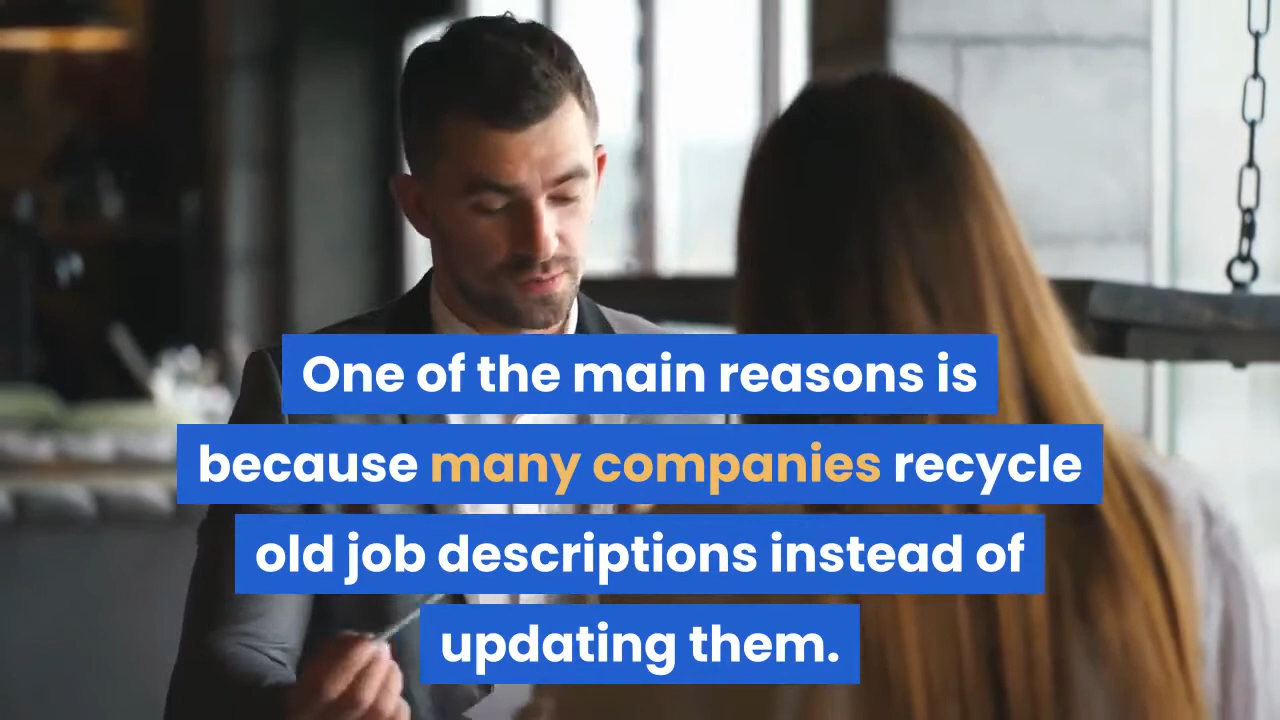 One of the main reasons is
because many companies recycle
old job descriptions instead of
updating them.